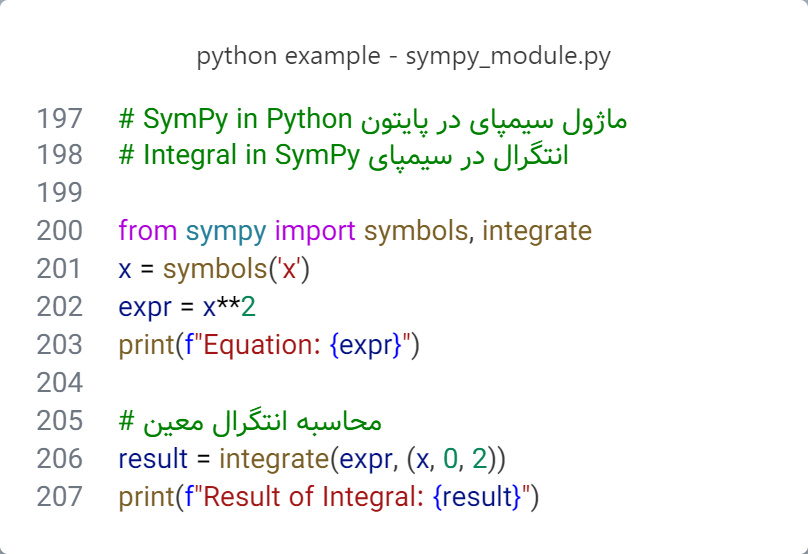 python example - sympy_module.py
197 # SymPy in Python ماژول سیمپای در پایتون
198 # Integral in SymPy انتگرال در سیمپای
199
200 from sympy import symbols, integrate
201 x = symbols('x')
202 expr = x**2
203 print(f"Equation: {expr}")
204
205 # محاسبه انتگرال معین
206 result = integrate(expr, (x, 0, 2))
207 print(f"Result of Integral: {result}")